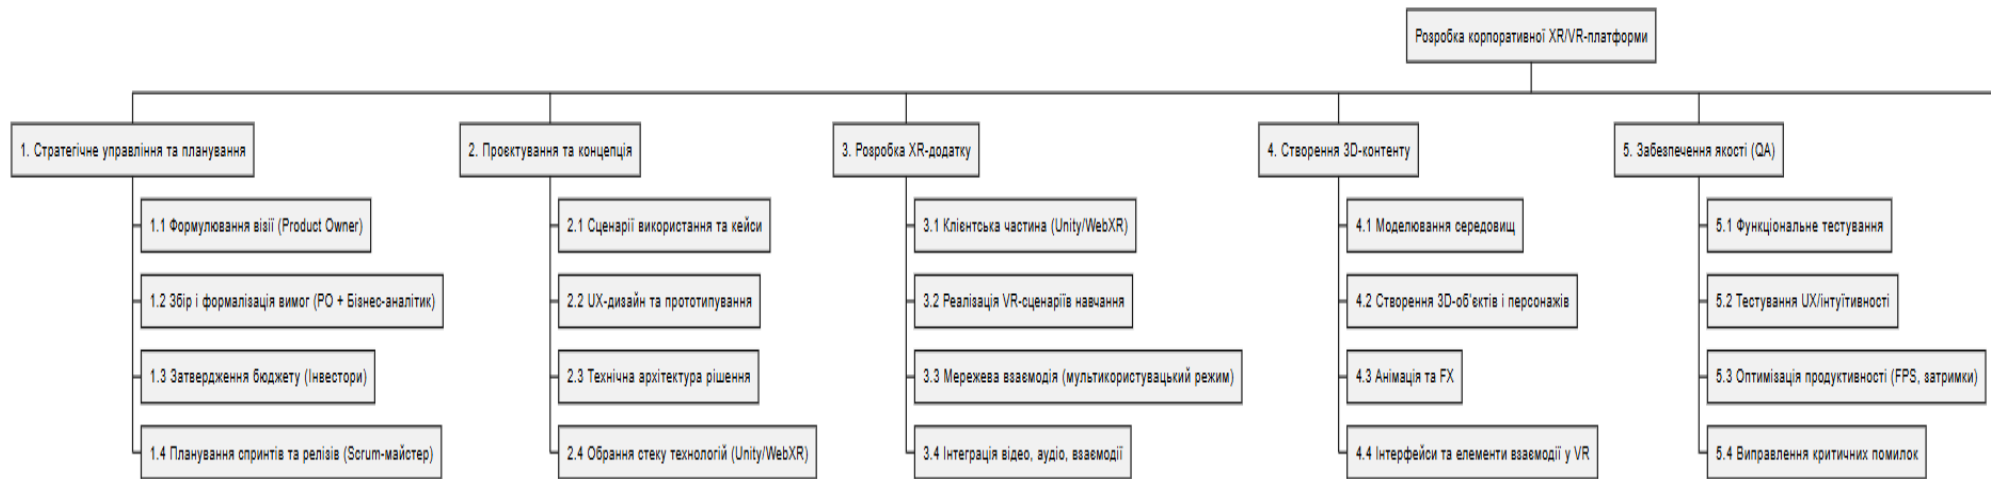 Розробка корпоративної XR/VR-платформи
1. Стратегічне управління та планування
1.1 Формулювання візії (Product Owner)
1.2 Збір і формалізація вимог (PO + Бізнес-аналітик)
1.3 Затвердження бюджету (Інвестори)
1.4 Планування спринтів та релізів (Scrum-майстер)
2. Проєктування та концепція
2.1 Сценарії використання та кейси
2.2 UX-дизайн та прототипування
2.3 Технічна архітектура рішення
2.4 Обрання стеку технологій (Unity/WebXR)
3. Розробка XR-додатку
3.1 Клієнтська частина (Unity/WebXR)
3.2 Реалізація VR-сценаріїв навчання
3.3 Мережева взаємодія (мультикористувацький режим)
3.4 Інтеграція відео, аудіо, взаємодії
4. Створення 3D-контенту
4.1 Моделювання середовищ
4.2 Створення 3D-об'єктів і персонажів
4.3 Анімація та FX
4.4 Інтерфейси та елементи взаємодії у VR
5. Забезпечення якості (QA)
5.1 Функціональне тестування
5.2 Тестування UX/інтуїтивності
5.3 Оптимізація продуктивності (FPS, затримки)
5.4 Виправлення критичних помилок